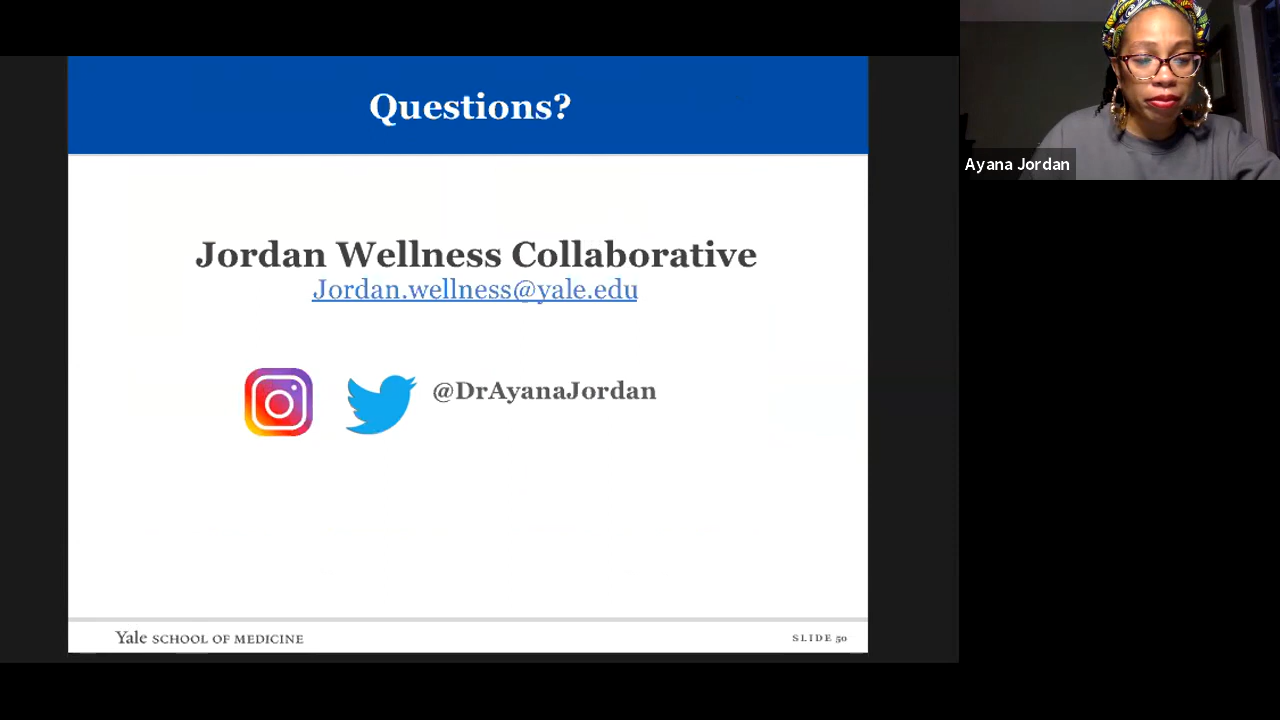 Questions?
Jordan Wellness Collaborative
Jordan.wellness@yale.edu
@DrAyanaJordan
Yale SCHOOL OF MEDICINE
SLIDE 50
Ayana Jordan